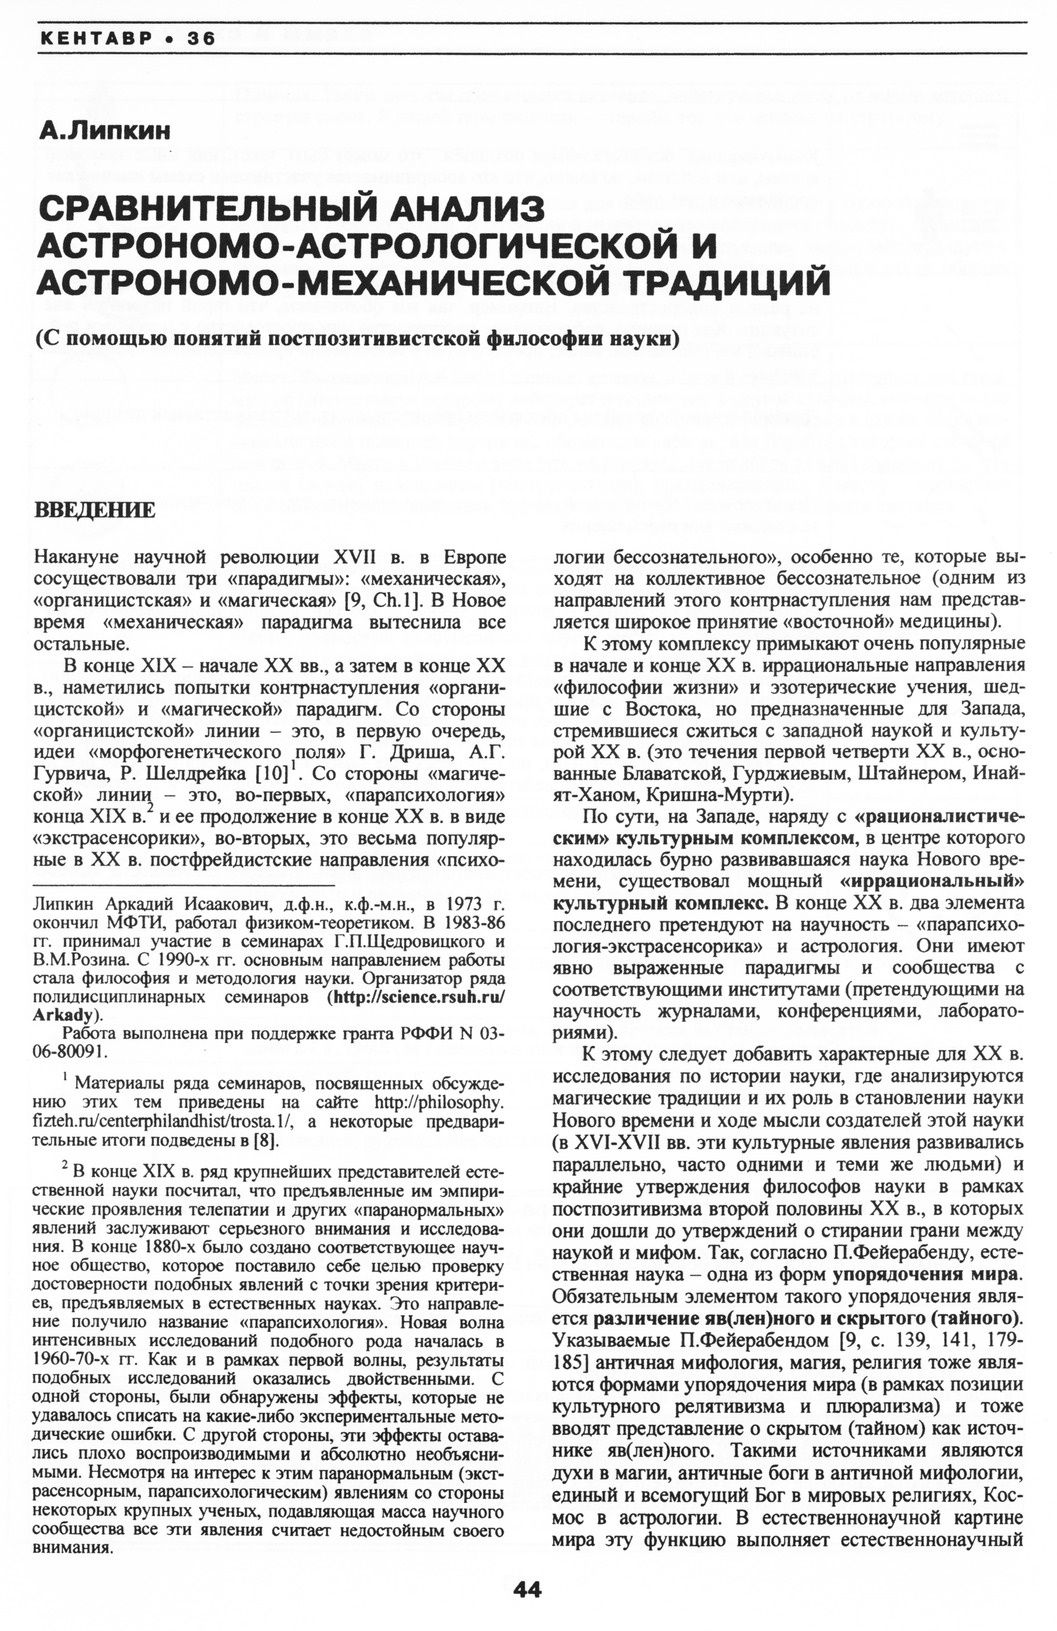 КЕНТАВР • 36
А.Липкин
СРАВНИТЕЛЬНЫЙ АНАЛИЗ
АСТРОНОМО-АСТРОЛОГИЧЕСКОЙ И
АСТРОНОМО-МЕХАНИЧЕСКОЙ ТРАДИЦИЙ
(С помощью понятий постпозитивистской философии науки)
ВВЕДЕНИЕ
Накануне научной революции XVII в. в Европе
сосуществовали три «парадигмы»: «механическая»,
«органицистская» и «магическая» [9, Ch.1]. В Новое
время «механическая» парадигма вытеснила все
остальные.
В конце XIX – начале XX вв., а затем в конце XX
в., наметились попытки контрнаступления «органи-
цистской» и «магической» парадигм. Со стороны
«органицистской» линии – это, в первую очередь,
идеи «морфогенетического поля» Г. Дриша, А.Г.
Гурвича, Р. Шелдрейка [10]¹. Со стороны «магиче-
ской» линии – это, во-первых, «парапсихология»
конца XIX в.² и ее продолжение в конце XX в. в виде
«экстрасенсорики», во-вторых, это весьма популяр-
ные в XX в. постфрейдистские направления «психо-
Липкин Аркадий Исаакович, д.ф.н., к.ф.-м.н., в 1973 г.
окончил МФТИ, работал физиком-теоретиком. В 1983-86
гг. принимал участие в семинарах Г.П.Щедровицкого и
В.М.Розина. С 1990-х гг. основным направлением работы
стала философия и методология науки. Организатор ряда
полидисциплинарных семинаров (http://science.rsuh.ru/
Arkady).
Работа выполнена при поддержке гранта РФФИ N 03-
06-80091.
¹ Материалы ряда семинаров, посвященных обсужде-
нию этих тем приведены на сайте http://philosophy.
fizteh.ru/centerphilandhist/trosta.1/, а некоторые предвари-
тельные итоги подведены в [8].
² В конце XIX в. ряд крупнейших представителей есте-
ственной науки посчитал, что предъявленные им эмпири-
ческие проявления телепатии и других «паранормальных»
явлений заслуживают серьезного внимания и исследова-
ния. В конце 1880-х было создано соответствующее науч-
ное общество, которое поставило себе целью проверку
достоверности подобных явлений с точки зрения критери-
ев, предъявляемых в естественных науках. Это направле-
ние получило название «парапсихология». Новая волна
интенсивных исследований подобного рода началась в
1960-70-х гг. Как и в рамках первой волны, результаты
подобных исследований оказались двойственными. С
одной стороны, были обнаружены эффекты, которые не
удавалось списать на какие-либо экспериментальные мето-
дические ошибки. С другой стороны, эти эффекты остава-
лись плохо воспроизводимыми и абсолютно необъясни-
мыми. Несмотря на интерес к этим паранормальным (экст-
расенсорным, парапсихологическим) явлениям со стороны
некоторых крупных ученых, подавляющая масса научного
сообщества все эти явления считает недостойным своего
внимания.
логии бессознательного», особенно те, которые вы-
ходят на коллективное бессознательное (одним из
направлений этого контрнаступления нам представ-
ляется широкое принятие «восточной» медицины).
К этому комплексу примыкают очень популярные
в начале и конце XX в. иррациональные направления
«философии жизни» и эзотерические учения, шед-
шие с Востока, но предназначенные для Запада,
стремившиеся сжиться с западной наукой и культу-
рой XX в. (это течения первой четверти XX в., осно-
ванные Блаватской, Гурджиевым, Штайнером, Инай-
ят-Ханом, Кришна-Мурти).
По сути, на Западе, наряду с «рационалистиче-
ским» культурным комплексом, в центре которого
находилась бурно развивавшаяся наука Нового вре-
мени, существовал мощный «иррациональный»
культурный комплекс. В конце XX в. два элемента
последнего претендуют на научность – «парапсихо-
логия-экстрасенсорика» и астрология. Они имеют
явно выраженные парадигмы и сообщества с
соответствующими институтами (претендующими на
научность журналами, конференциями, лаборато-
риями).
К этому следует добавить характерные для XX в.
исследования по истории науки, где анализируются
магические традиции и их роль в становлении науки
Нового времени и ходе мысли создателей этой науки
(в XVI-XVII вв. эти культурные явления развивались
параллельно, часто одними и теми же людьми) и
крайние утверждения философов науки в рамках
постпозитивизма второй половины XX в., в которых
они дошли до утверждений о стирании грани между
наукой и мифом. Так, согласно П.Фейерабенду, есте-
ственная наука – одна из форм упорядочения мира.
Обязательным элементом такого упорядочения явля-
ется различение яв(лен)ного и скрытого (тайного).
Указываемые П.Фейерабендом [9, с. 139, 141, 179-
185] античная мифология, магия, религия тоже явля-
ются формами упорядочения мира (в рамках позиции
культурного релятивизма и плюрализма) и тоже
вводят представление о скрытом (тайном) как источ-
нике яв(лен)ного. Такими источниками являются
духи в магии, античные боги в античной мифологии,
единый и всемогущий Бог в мировых религиях, Кос-
мос в астрологии. В естественнонаучной картине
мира эту функцию выполняет естественнонаучный
44